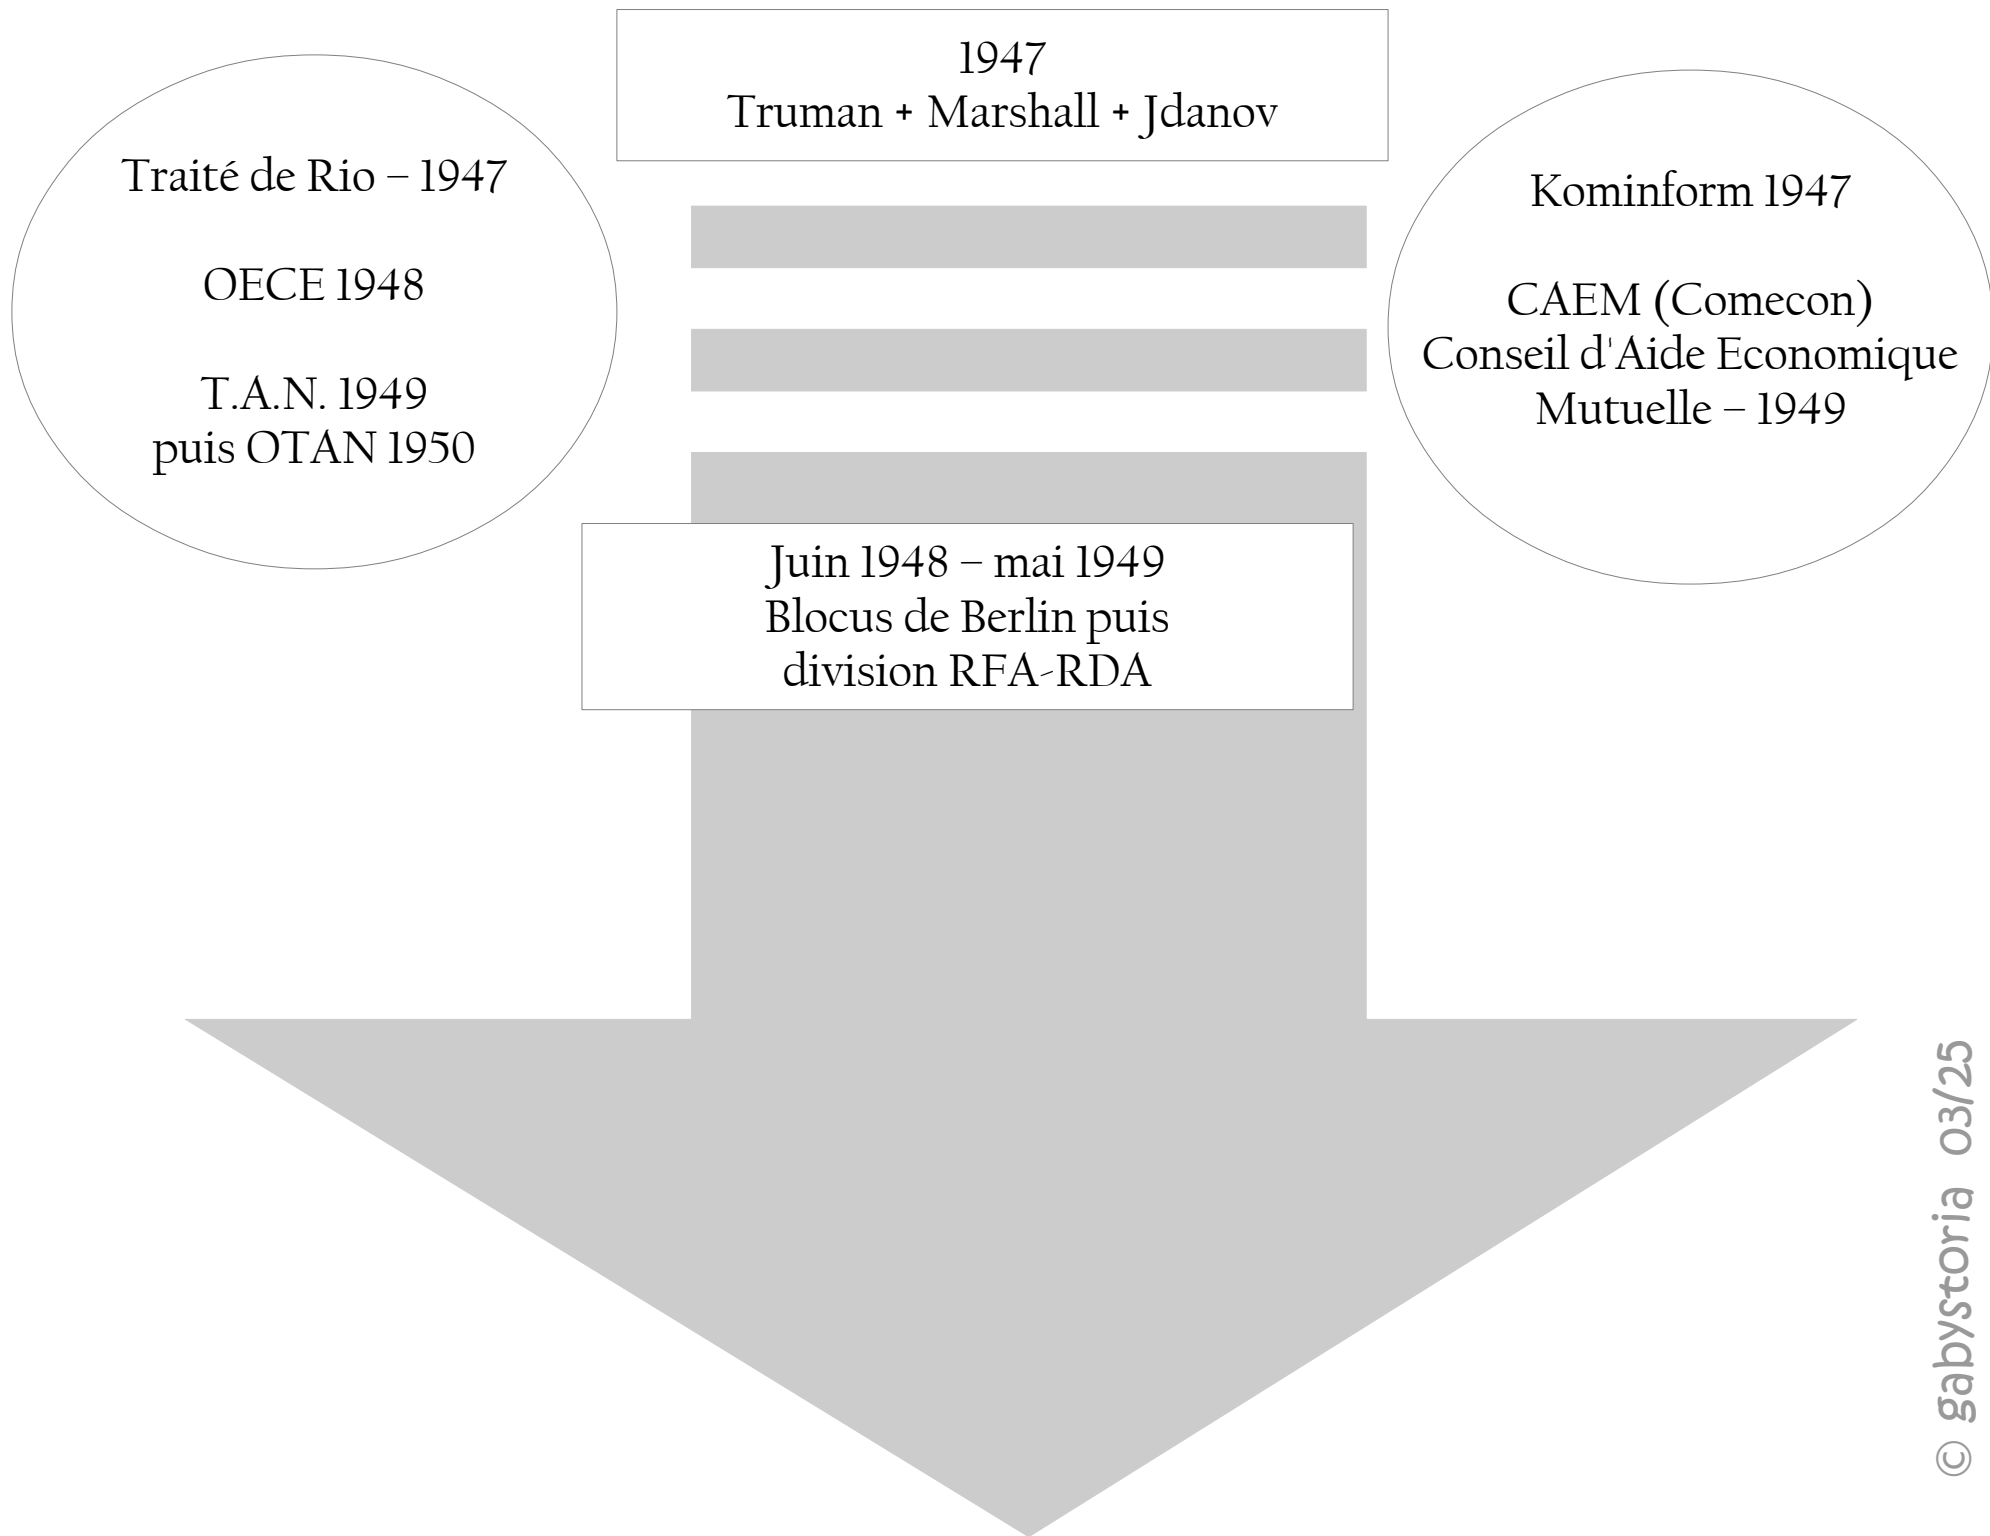 1947
Truman + Marshall + Jdanov
Traité de Rio – 1947
OECE 1948
T.A.N. 1949
puis OTAN 1950
Kominform 1947
CAEM (Comecon)
Conseil d'Aide Economique
Mutuelle – 1949
Juin 1948 – mai 1949
Blocus de Berlin puis
division RFA-RDA
© gabystoria 03/25